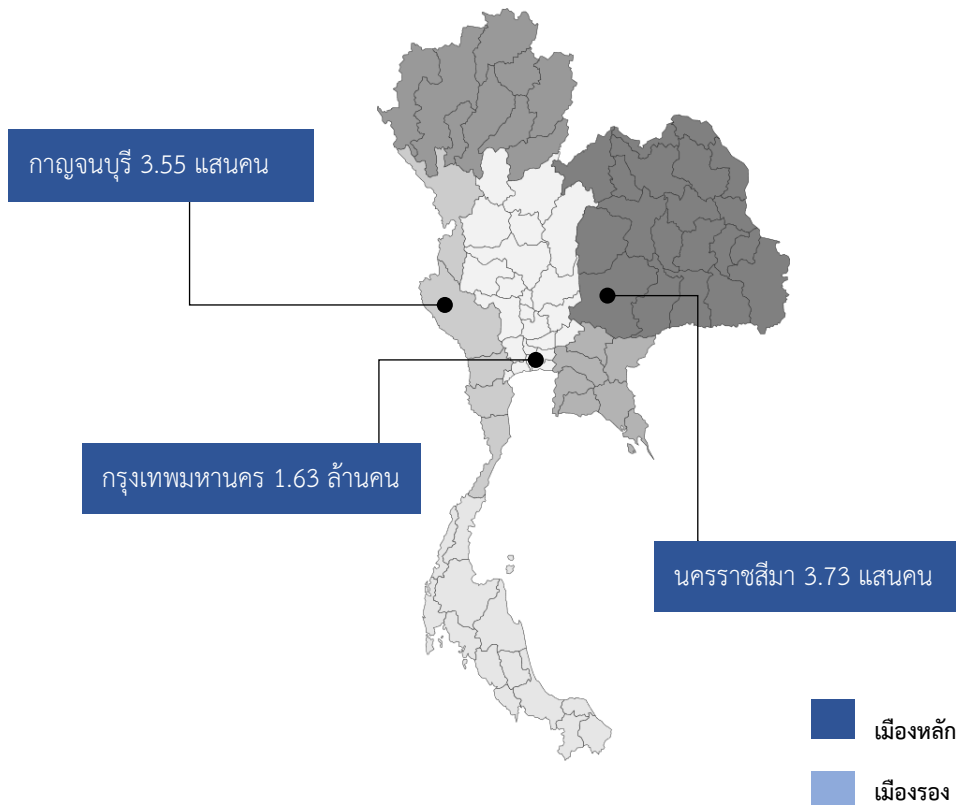 กาญจนบุรี 3.55 แสนคน
กรุงเทพมหานคร 1.63 ล้านคน
นครราชสีมา 3.73 แสนคน
เมืองหลัก
เมืองรอง